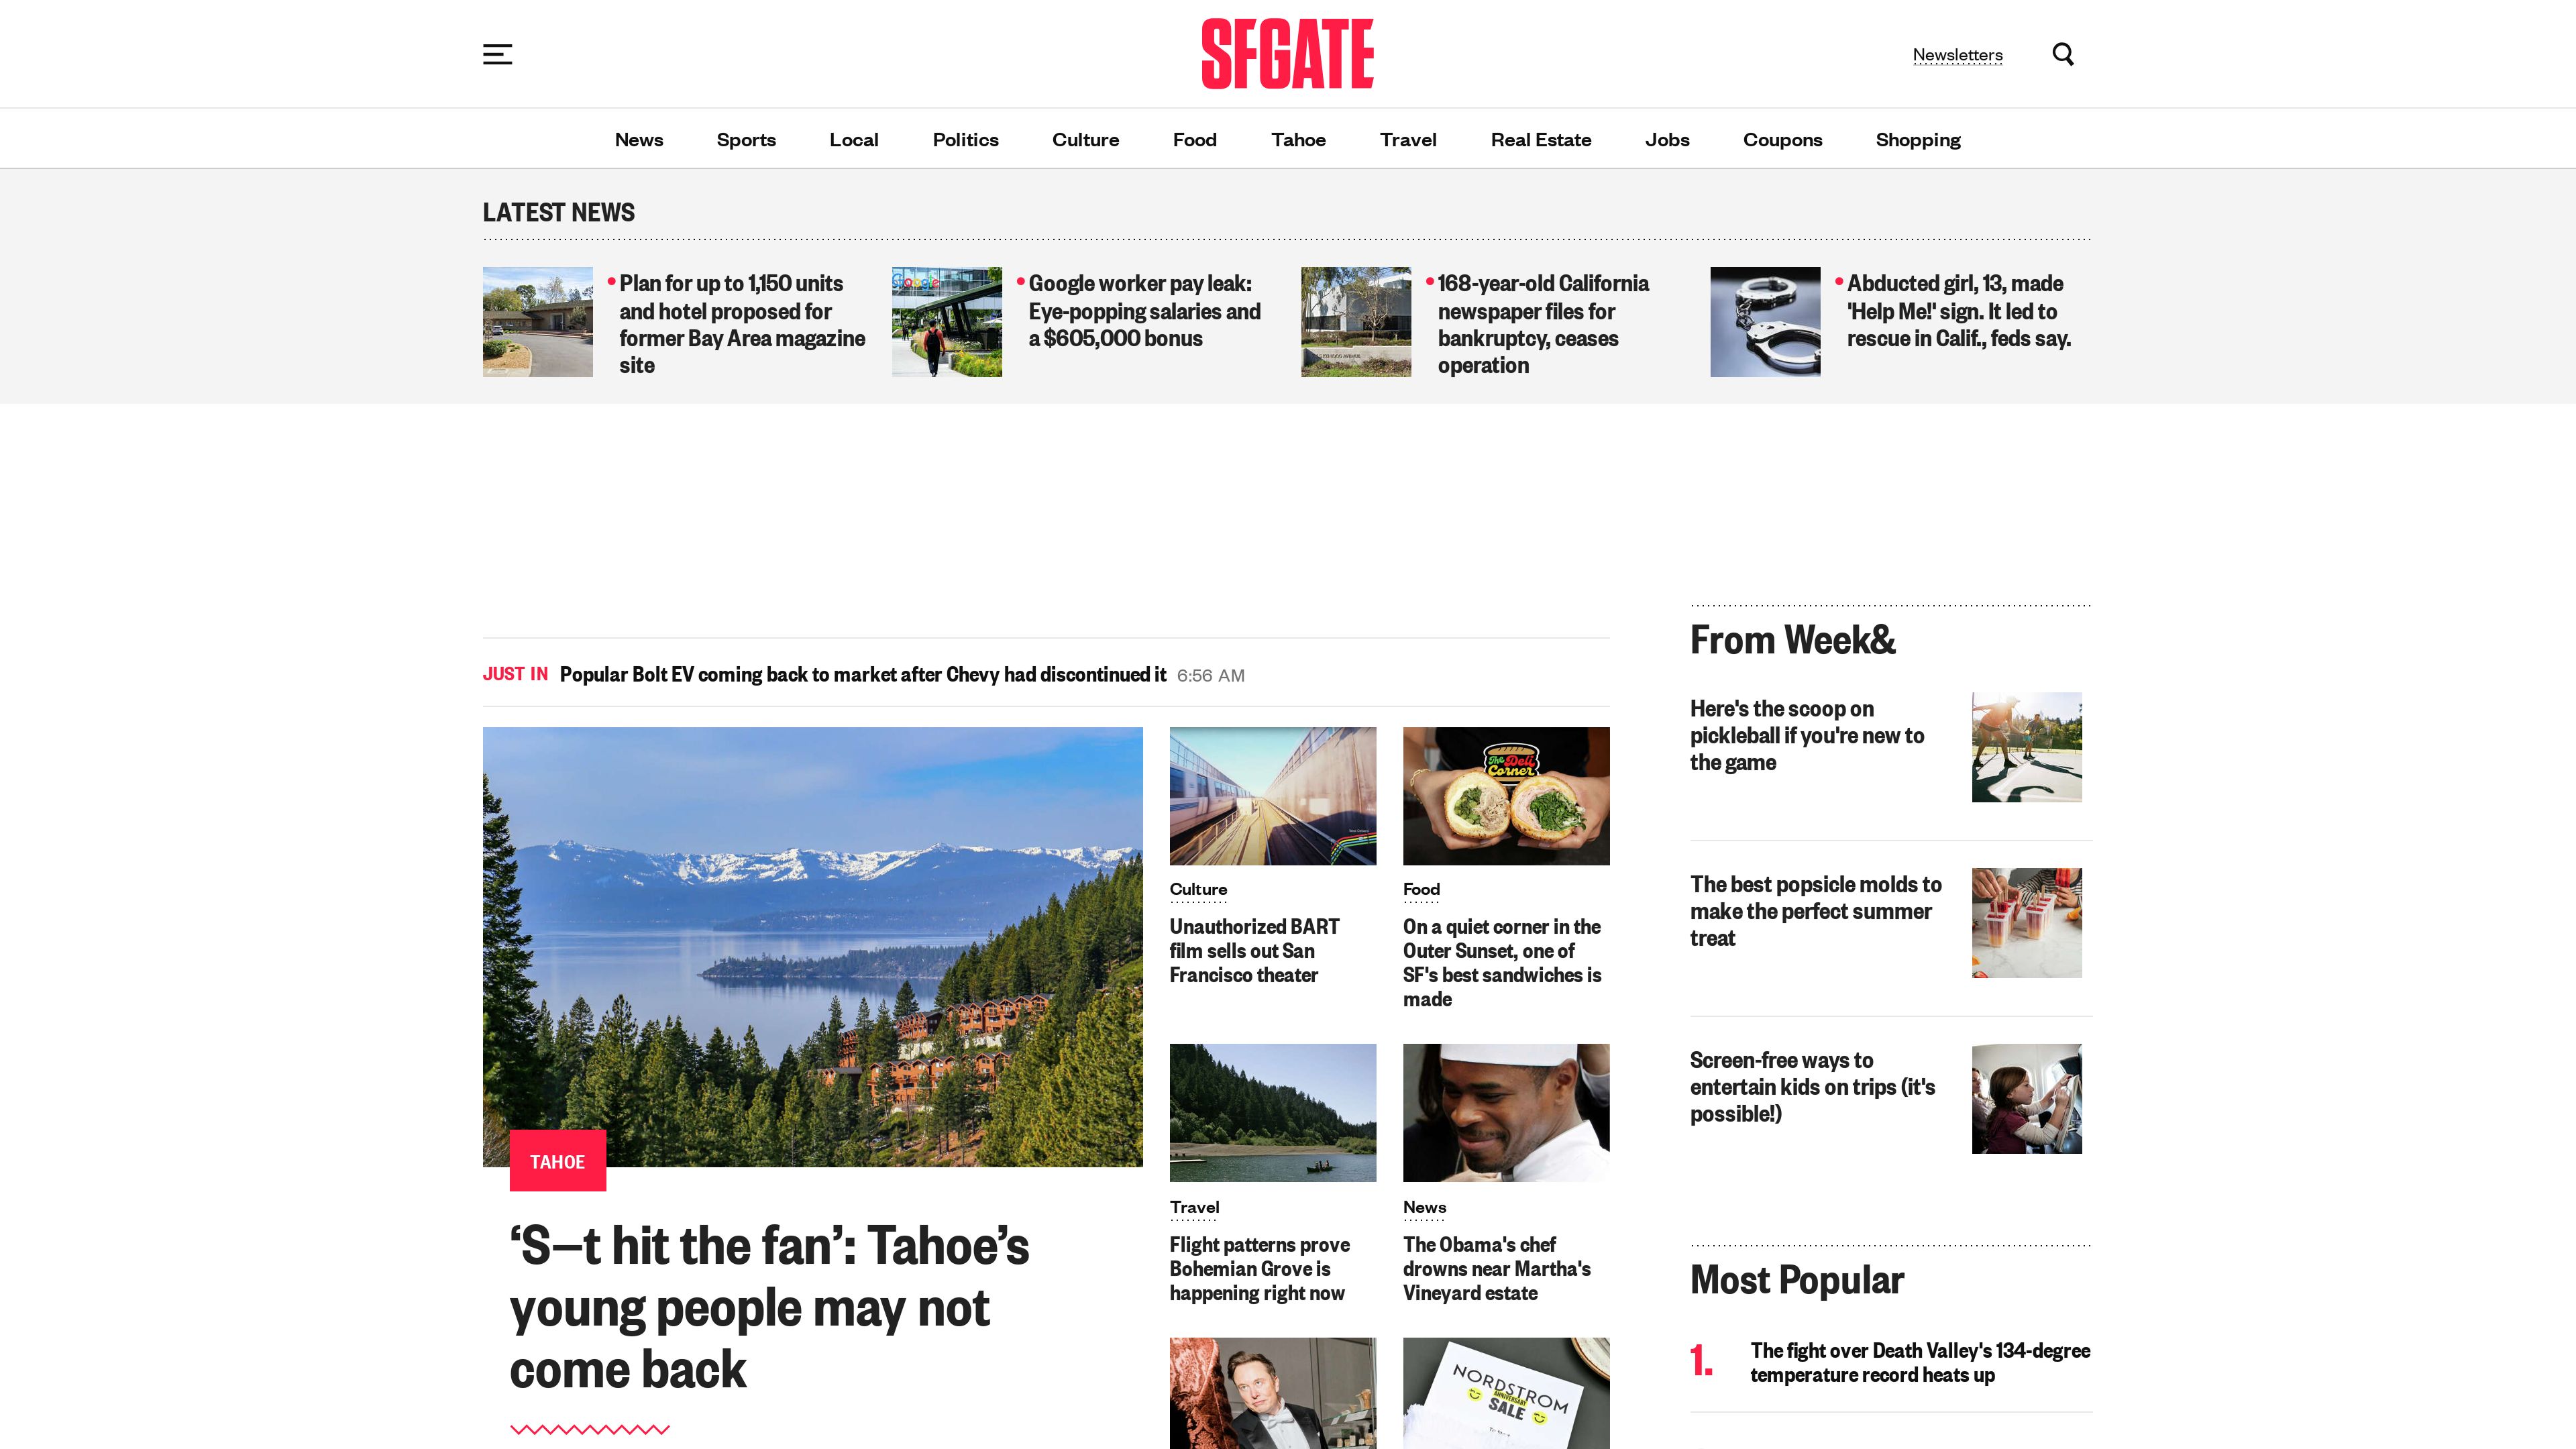 SFGATE
Newsletters
News Sports Local Politics Culture Food Tahoe Travel Real Estate Jobs Coupons Shopping
LATEST NEWS
Plan for up to 1,150 units
and hotel proposed for
former Bay Area magazine
site
Google worker pay leak:
Eye-popping salaries and
a $605,000 bonus
168-year-old California
newspaper files for
bankruptcy, ceases
operation
Abducted girl, 13, made
'Help Me!' sign. It led to
rescue in Calif., feds say.
JUST IN Popular Bolt EV coming back to market after Chevy had discontinued it 6:56 AM
TAHOE
‘S—t hit the fan’: Tahoe’s
young people may not
come back
Culture
Unauthorized BART
film sells out San
Francisco theater
The Deli
Corner
Food
On a quiet corner in the
Outer Sunset, one of
SF's best sandwiches is
made
Travel
Flight patterns prove
Bohemian Grove is
happening right now
News
The Obama's chef
drowns near Martha's
Vineyard estate
NORDSTROM
ANNIVERSARY
SALE
From Week&
Here's the scoop on
pickleball if you're new to
the game
The best popsicle molds to
make the perfect summer
treat
Screen-free ways to
entertain kids on trips (it's
possible!)
Most Popular
1.
The fight over Death Valley's 134-degree
temperature record heats up